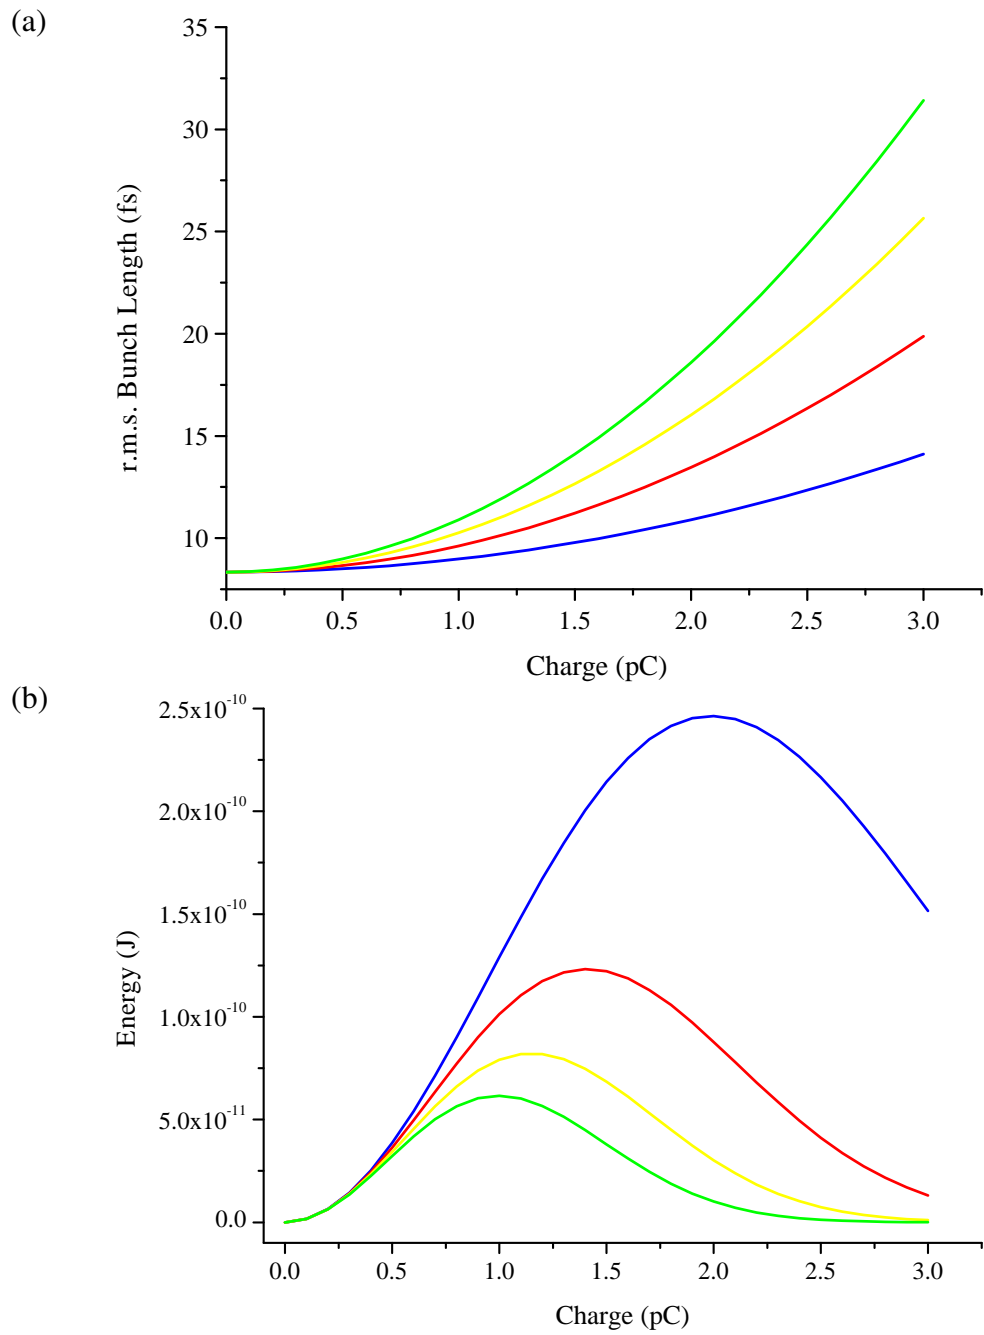 (a)
35
30
25
20
15
10
r.m.s. Bunch Length (fs)
0.0 0.5 1.0 1.5 2.0 2.5 3.0
Charge (pC)
(b)
2.5x10⁻¹⁰
2.0x10⁻¹⁰
1.5x10⁻¹⁰
1.0x10⁻¹⁰
5.0x10⁻¹¹
0.0
Energy (J)
0.0 0.5 1.0 1.5 2.0 2.5 3.0
Charge (pC)